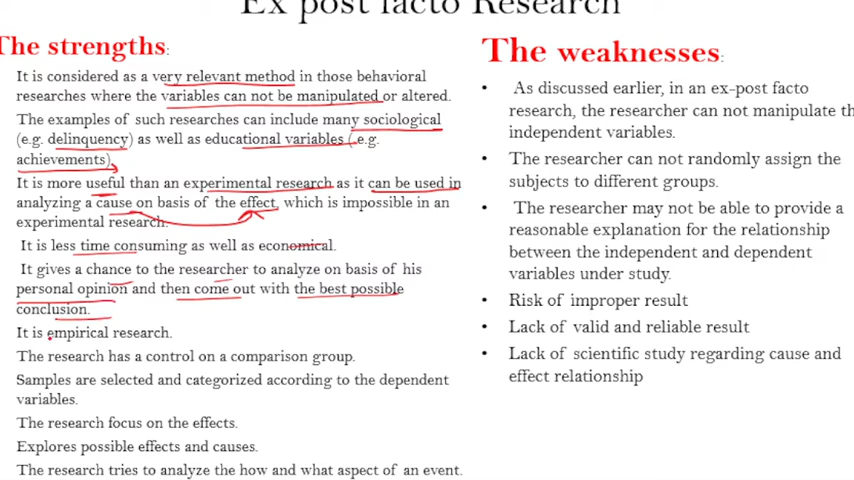 Ex post facto Research
The strengths:
It is considered as a very relevant method in those behavioral
researches where the variables can not be manipulated or altered.
The examples of such researches can include many sociological
(e.g. delinquency) as well as educational variables (.e.g.
achievements).
It is more useful than an experimental research as it can be used in
analyzing a cause on basis of the effect, which is impossible in an
experimental research.
It is less time consuming as well as economical.
It gives a chance to the researcher to analyze on basis of his
personal opinion and then come out with the best possible
conclusion.
It is empirical research.
The research has a control on a comparison group.
Samples are selected and categorized according to the dependent
variables.
The research focus on the effects.
Explores possible effects and causes.
The research tries to analyze the how and what aspect of an event.
The weaknesses:
• As discussed earlier, in an ex-post facto
research, the researcher can not manipulate th
independent variables.
• The researcher can not randomly assign the
subjects to different groups.
• The researcher may not be able to provide a
reasonable explanation for the relationship
between the independent and dependent
variables under study.
• Risk of improper result
• Lack of valid and reliable result
• Lack of scientific study regarding cause and
effect relationship